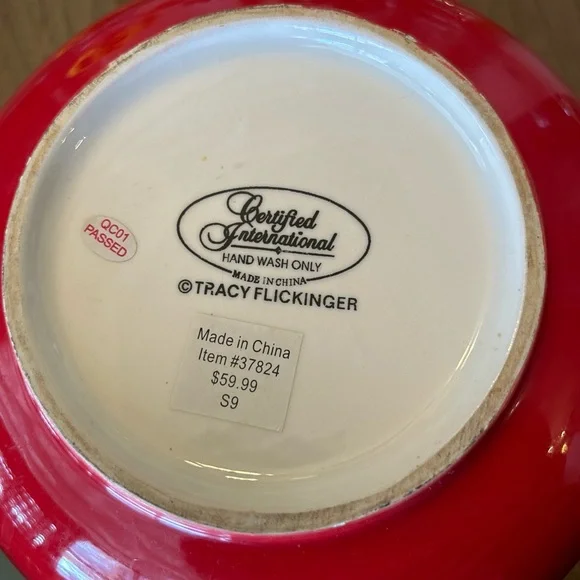 Certified
International
HAND WASH ONLY
MADE IN CHINA
© TRACY FLICKINGER
QC01
PASSED
Made in China
Item #37824
$59.99
S9